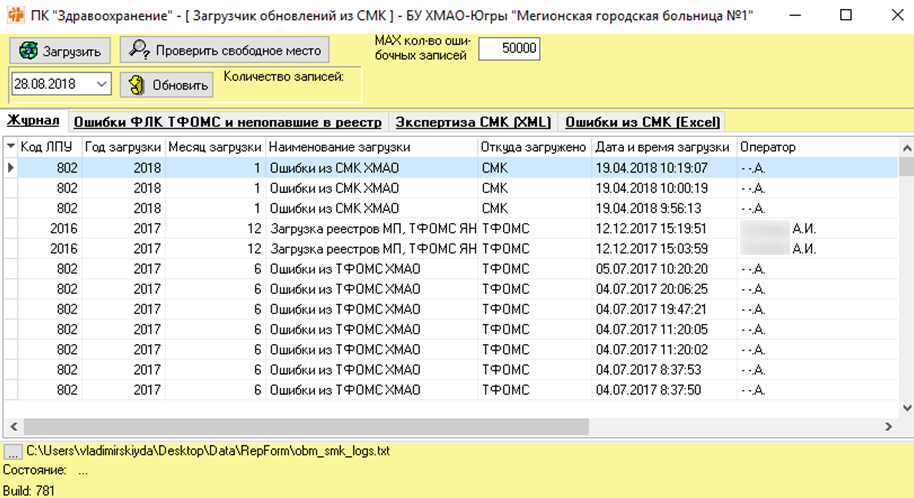 ПК "Здравоохранение" - [ Загрузчик обновлений из СМК ] - БУ ХМАО-Югры "Мегионская городская больница №1"
Загрузить Проверить свободное место MAX кол-во оши-
бочных записей 50000
28.08.2018 Обновить Количество записей:
Журнал Ошибки ФЛК ТФОМС и непопавшие в реестр Экспертиза СМК (XML) Ошибки из СМК (Excel)
Код ЛПУ Год загрузки Месяц загрузки Наименование загрузки Откуда загружено Дата и время загрузки Оператор
802 2018 1 Ошибки из СМК ХМАО СМК 19.04.2018 10:19:07 - -.А.
802 2018 1 Ошибки из СМК ХМАО СМК 19.04.2018 10:00:19 - -.А.
802 2018 1 Ошибки из СМК ХМАО СМК 19.04.2018 9:56:13 - -.А.
2016 2017 12 Загрузка реестров МП, ТФОМС ЯН ТФОМС 12.12.2017 15:19:51 А.И.
2016 2017 12 Загрузка реестров МП, ТФОМС ЯН ТФОМС 12.12.2017 15:03:59 А.И.
802 2017 6 Ошибки из ТФОМС ХМАО ТФОМС 05.07.2017 10:20:20 - -.А.
802 2017 6 Ошибки из ТФОМС ХМАО ТФОМС 04.07.2017 20:06:25 - -.А.
802 2017 6 Ошибки из ТФОМС ХМАО ТФОМС 04.07.2017 19:47:21 - -.А.
802 2017 6 Ошибки из ТФОМС ХМАО ТФОМС 04.07.2017 11:20:05 - -.А.
802 2017 6 Ошибки из ТФОМС ХМАО ТФОМС 04.07.2017 11:20:02 - -.А.
802 2017 6 Ошибки из ТФОМС ХМАО ТФОМС 04.07.2017 8:37:53 - -.А.
802 2017 6 Ошибки из ТФОМС ХМАО ТФОМС 04.07.2017 8:37:50 - -.А.
... C:\Users\vladimirskiyda\Desktop\Data\RepForm\obm_smk_logs.txt
Состояние: ...
Build: 781